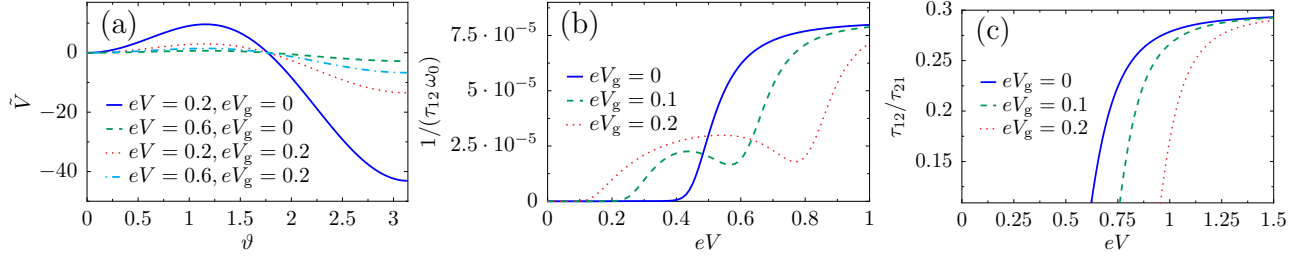 (a)
Ṽ
0
−20
−40
eV = 0.2, eVg = 0
eV = 0.6, eVg = 0
eV = 0.2, eVg = 0.2
eV = 0.6, eVg = 0.2
0 0.5 1 1.5 2 2.5 3
ϑ
(b)
1/(τ12 ω0)
7.5 · 10-5
5 · 10-5
2.5 · 10-5
0
eVg = 0
eVg = 0.1
eVg = 0.2
0 0.2 0.4 0.6 0.8 1
eV
(c)
τ12/τ21
0.3
0.25
0.2
0.15
eVg = 0
eVg = 0.1
eVg = 0.2
0 0.25 0.5 0.75 1 1.25 1.5
eV